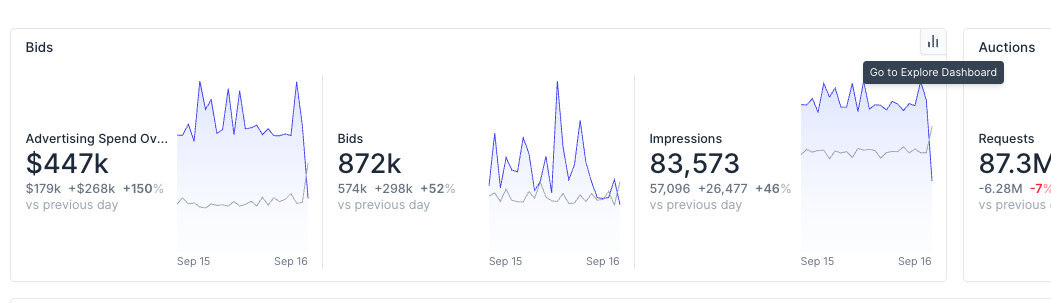 Bids
Auctions
Go to Explore Dashboard
Advertising Spend Ov...
$447k
$179k +$268k +150%
vs previous day
Sep 15 Sep 16
Bids
872k
574k +298k +52%
vs previous day
Sep 15 Sep 16
Impressions
83,573
57,096 +26,477 +46%
vs previous day
Sep 15 Sep 16
Requests
87.3M
-6.28M -7%
vs previous